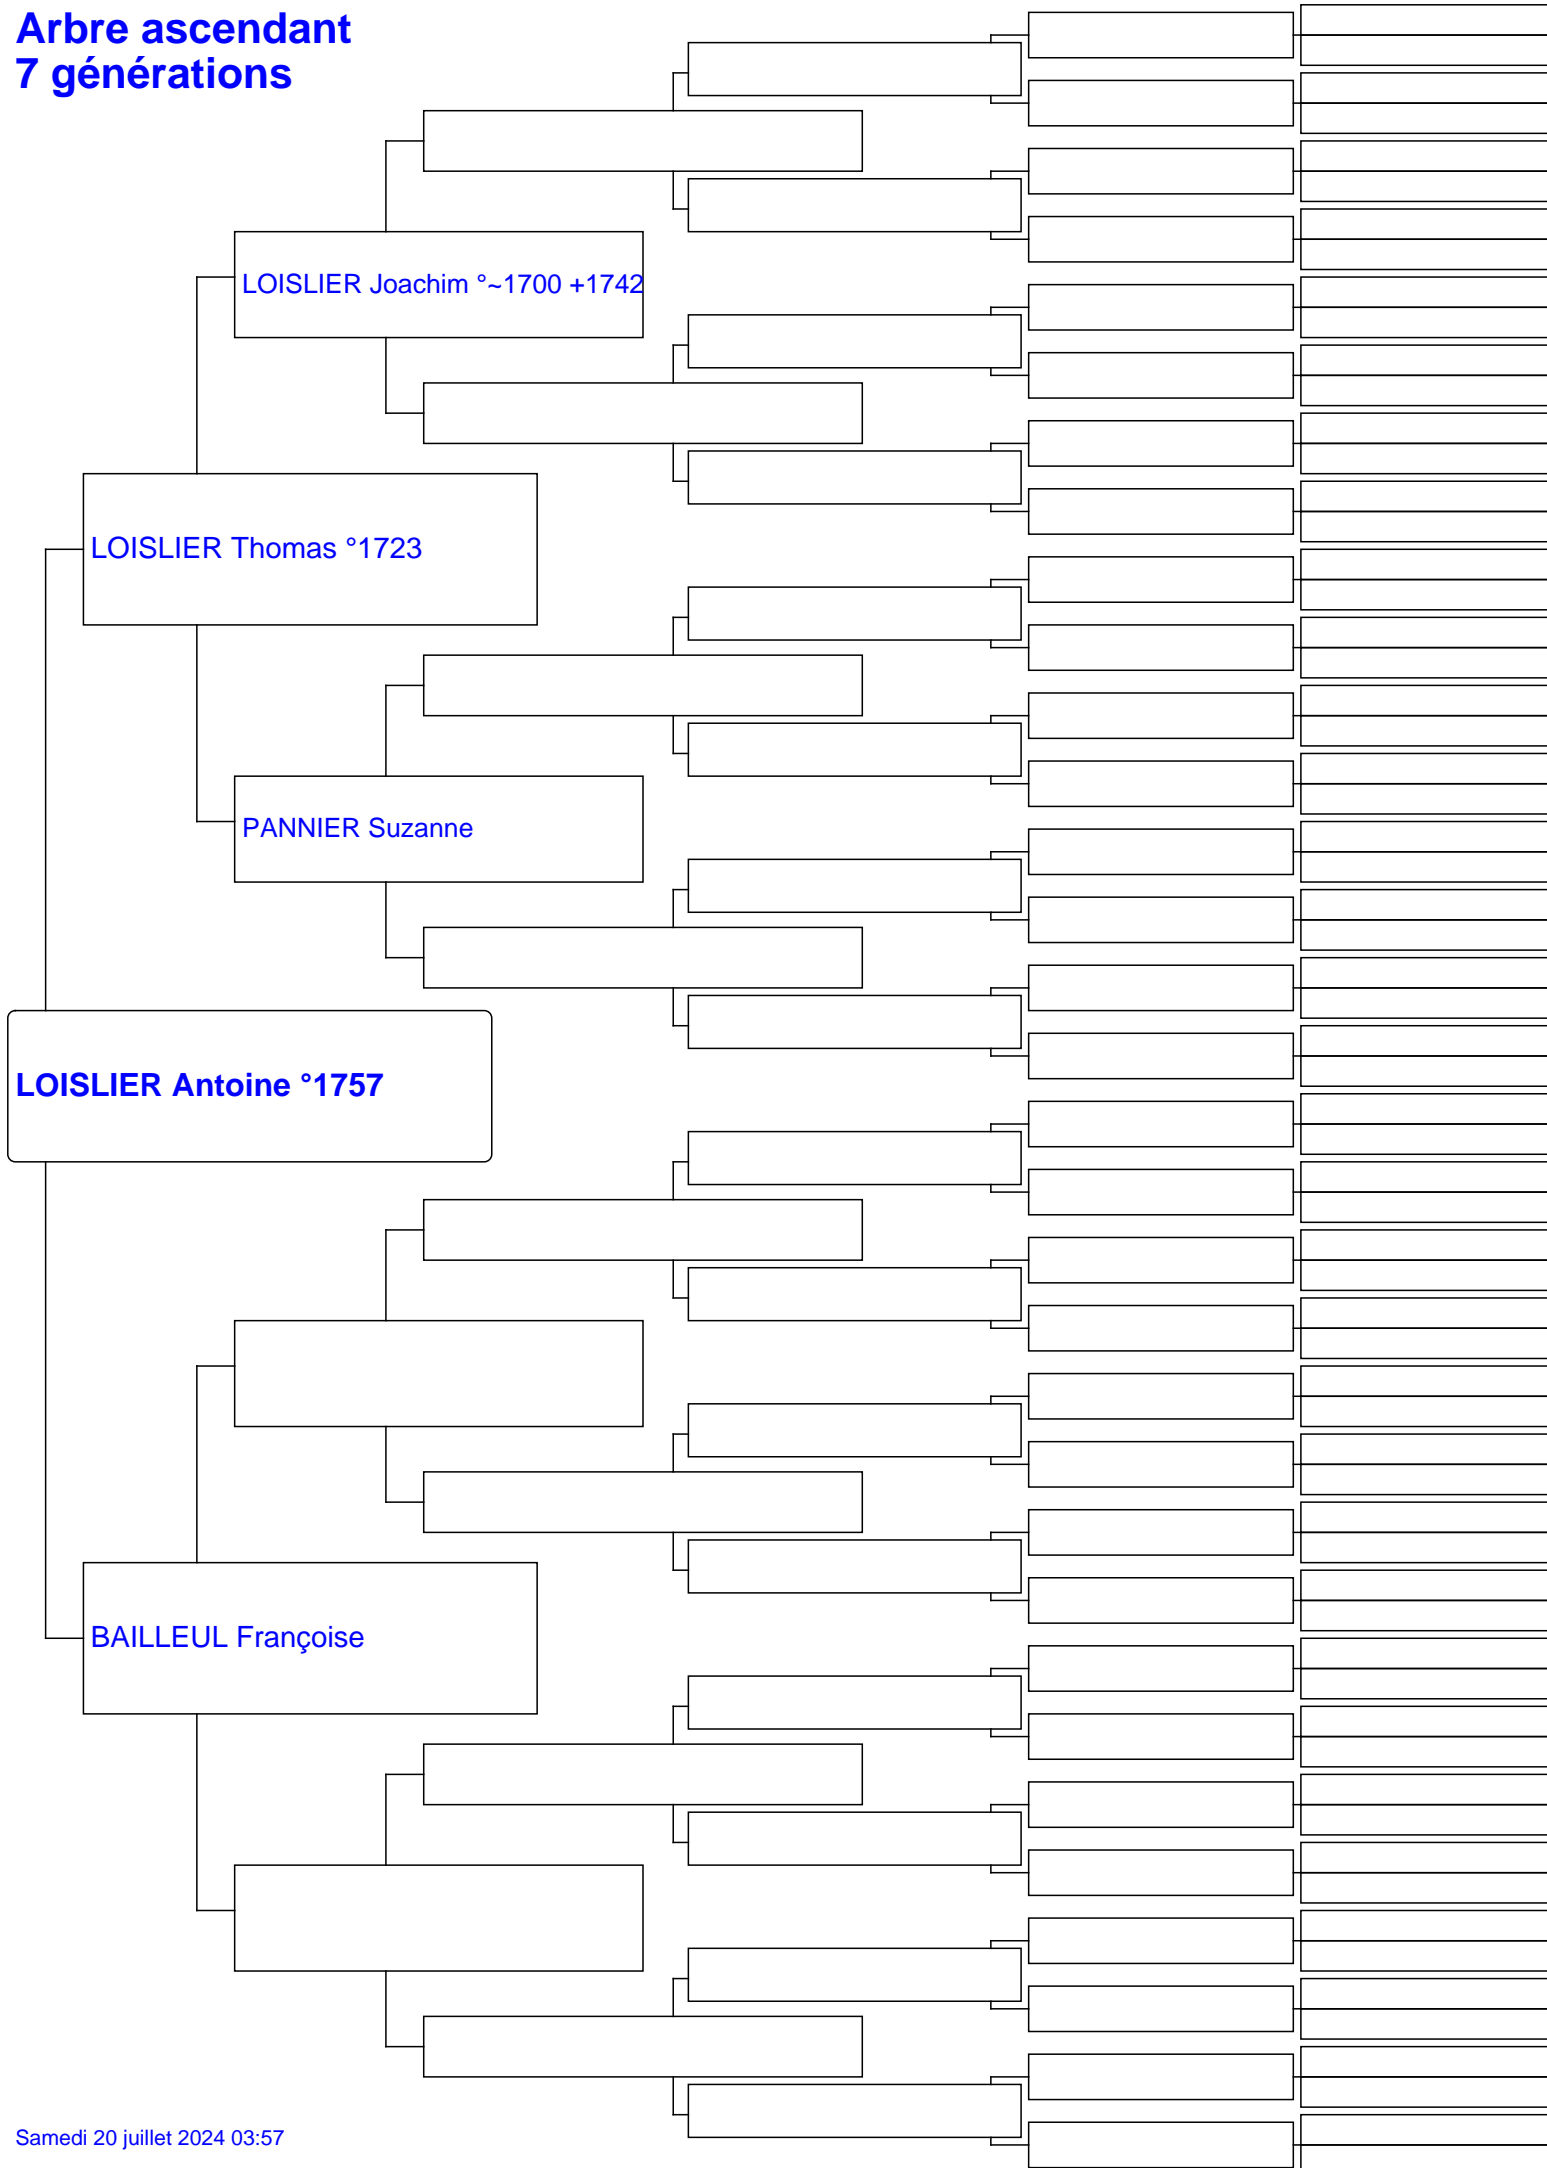 Arbre ascendant
7 générations
LOISLIER Joachim °~1700 +1742
LOISLIER Thomas °1723
PANNIER Suzanne
LOISLIER Antoine °1757
BAILLEUL Françoise
Samedi 20 juillet 2024 03:57